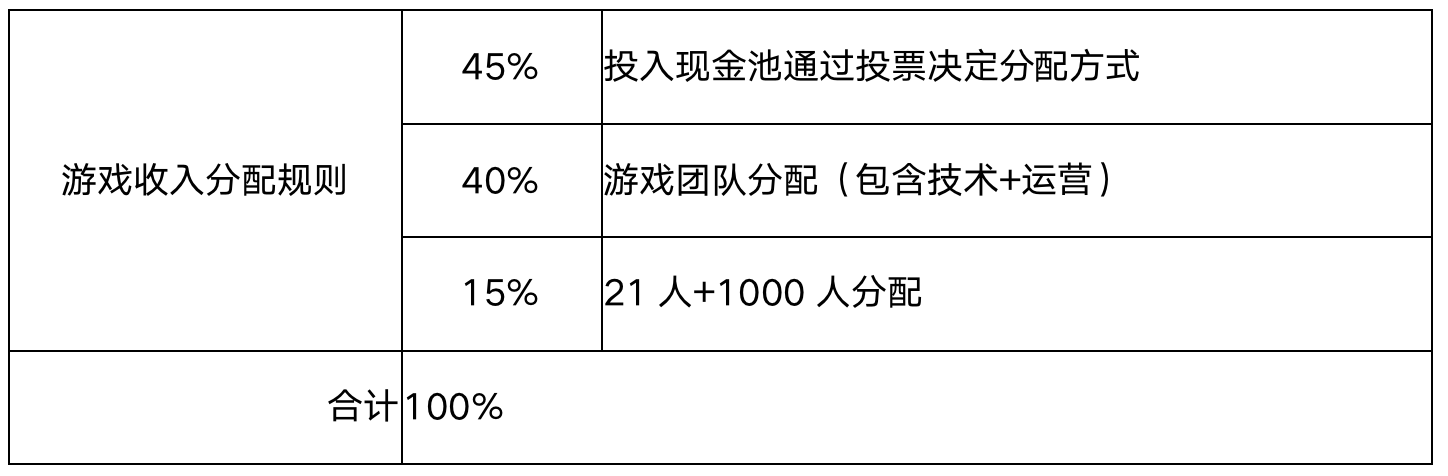 游戏收入分配规则
45%
投入现金池通过投票决定分配方式
40%
游戏团队分配（包含技术+运营）
15%
21 人+1000 人分配
合计
100%